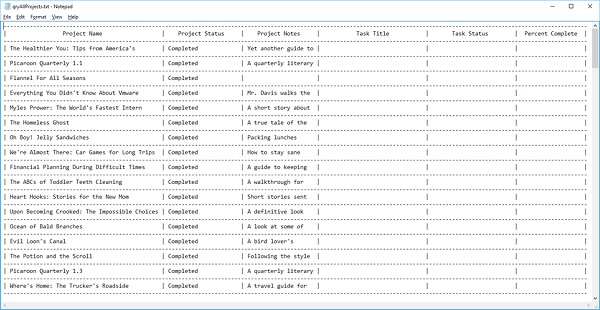 qryAllProjects.txt - Notepad
File Edit Format View Help
| Project Name | Project Status | Project Notes | Task Title | Task Status | Percent Complete |
| The Healthier You: Tips from America's | Completed | Yet another guide to | | | |
| Picaroon Quarterly 1.1 | Completed | A quarterly literary | | | |
| Flannel For All Seasons | Completed | | | | |
| Everything You Didn't Know About Vmware | Completed | Mr. Davis walks the | | | |
| Myles Prower: The World's Fastest Intern | Completed | A short story about | | | |
| The Homeless Ghost | Completed | A true tale of the | | | |
| Oh Boy! Jelly Sandwiches | Completed | Packing lunches | | | |
| We're Almost There: Car Games for Long Trips | Completed | How to stay sane | | | |
| Financial Planning During Difficult Times | Completed | A guide to keeping | | | |
| The ABCs of Toddler Teeth Cleaning | Completed | A walkthrough for | | | |
| Heart Hooks: Stories for the New Mom | Completed | Short stories sent | | | |
| Upon Becoming Crooked: The Impossible Choices | Completed | A definitive look | | | |
| Ocean of Bald Branches | Completed | A look at some of | | | |
| Evil Loon's Canal | Completed | A bird lover's | | | |
| The Potion and the Scroll | Completed | Following the style | | | |
| Picaroon Quarterly 1.3 | Completed | A quarterly literary | | | |
| Where's Home: The Trucker's Roadside | Completed | A travel guide for | | | |